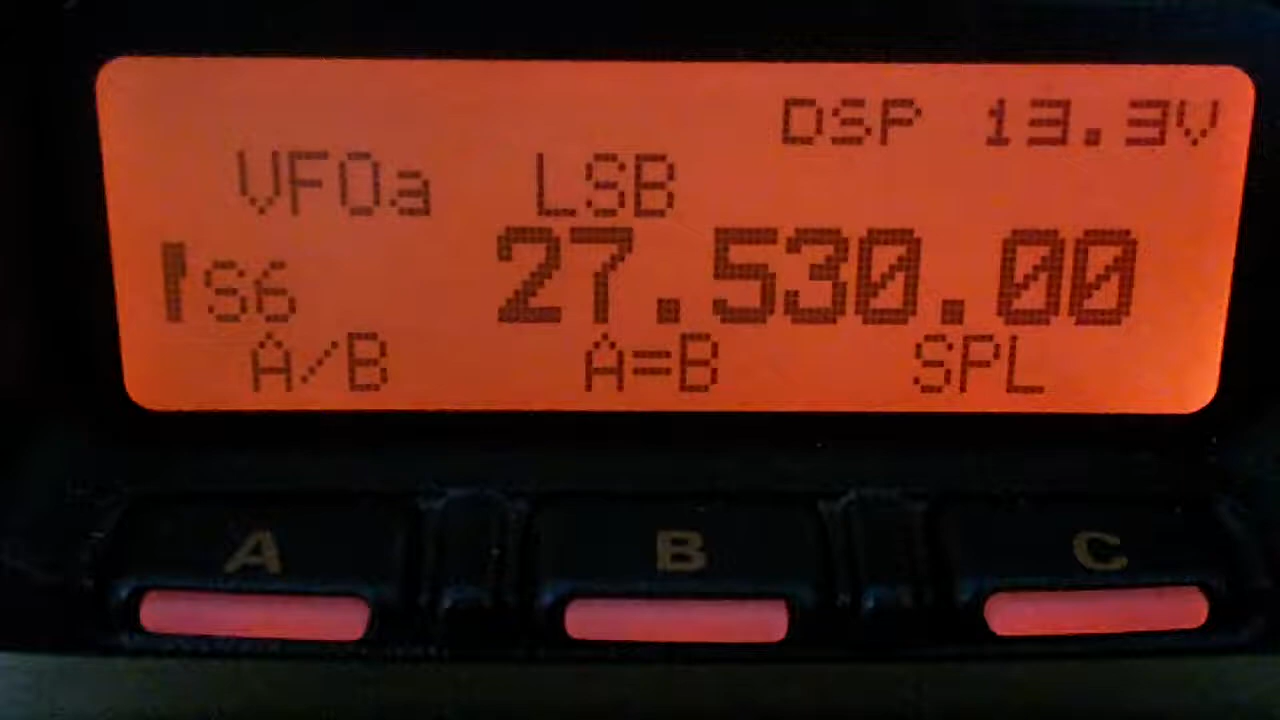 DSP 13.3V
VFOa LSB
S6 27.530.00
A/B A=B SPL
A B C